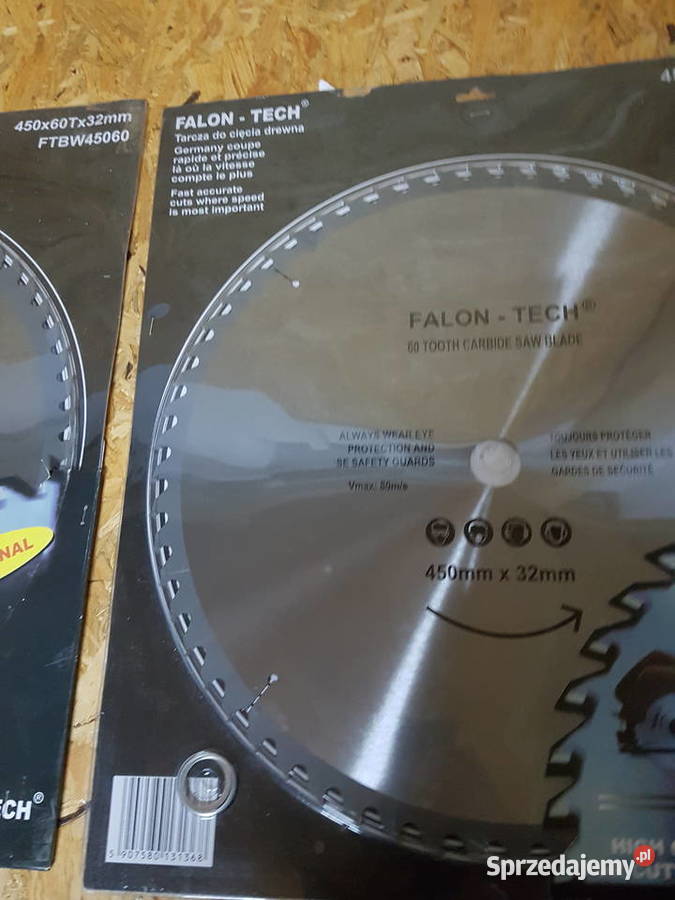 450x60Tx32mm
FTBW45060
NAL
ECH®
FALON - TECH®
Tarcza do cięcia drewna
Germany coupe
rapide et précise
là où la vitesse
compte le plus
Fast accurate
cuts where speed
is most important
FALON - TECH®
60 TOOTH CARBIDE SAW BLADE
ALWAYS WEAR EYE
PROTECTION AND
SE SAFETY GUARDS
Vmax: 80m/s
TOUJOURS PROTÉGER
LES YEUX ET UTILISER LES
GARDES DE SÉCURITÉ
450mm x 32mm
5 907580 131368
HIGH
CUT
Sprzedajemy.pl